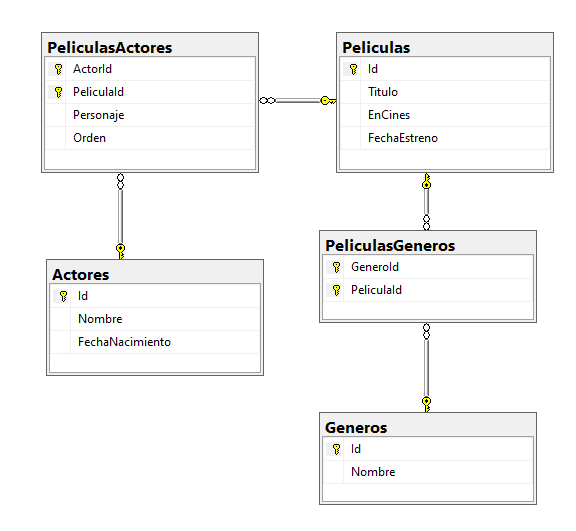 PeliculasActores
ActorId
PeliculaId
Personaje
Orden
Peliculas
Id
Titulo
EnCines
FechaEstreno
Actores
Id
Nombre
FechaNacimiento
PeliculasGeneros
GeneroId
PeliculaId
Generos
Id
Nombre